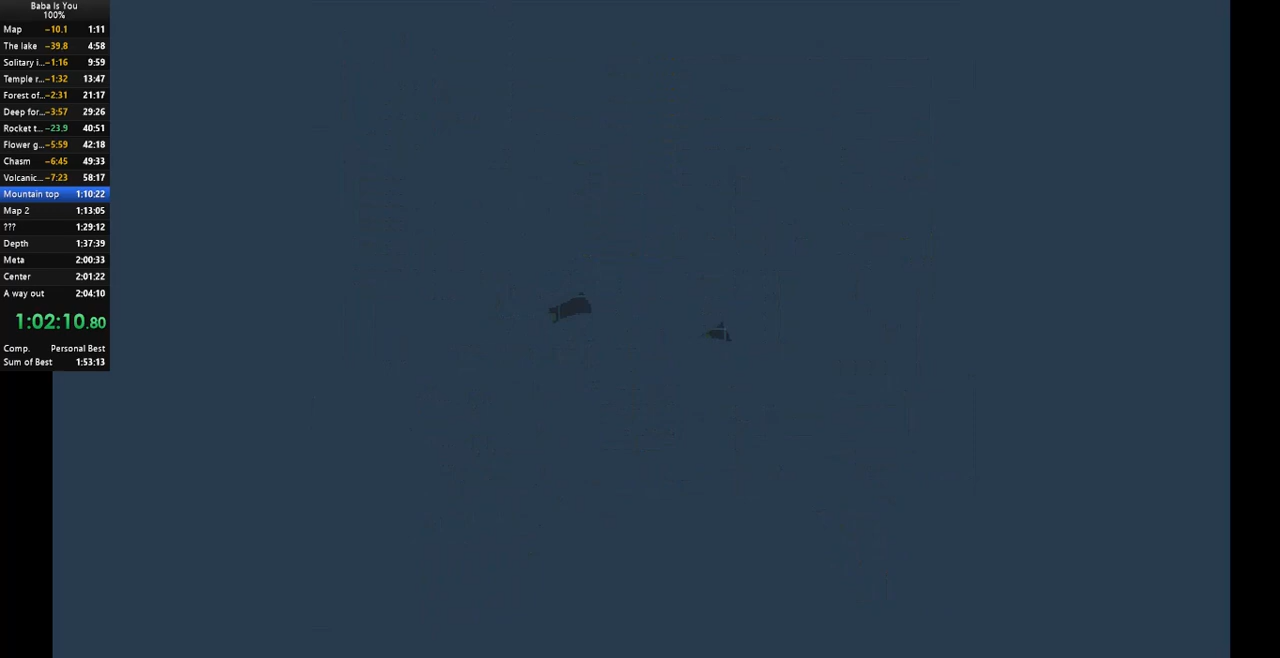 Baba Is You
100%
Map −10.1 1:11
The lake −39.8 4:58
Solitary i...−1:16 9:59
Temple r...−1:32 13:47
Forest of...−2:31 21:17
Deep for...−3:57 29:26
Rocket t... −23.9 40:51
Flower g...−5:59 42:18
Chasm −6:45 49:33
Volcanic...−7:23 58:17
Mountain top 1:10:22
Map 2 1:13:05
??? 1:29:12
Depth 1:37:39
Meta 2:00:33
Center 2:01:22
A way out 2:04:10
1:02:10.80
Comp. Personal Best
Sum of Best 1:53:13